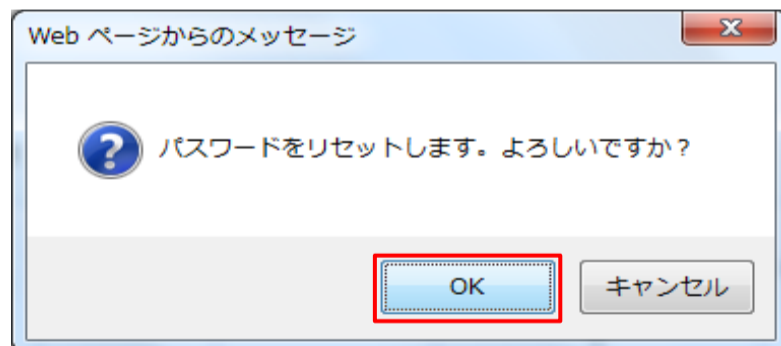 Web ページからのメッセージ
パスワードをリセットします。よろしいですか？
OK
キャンセル